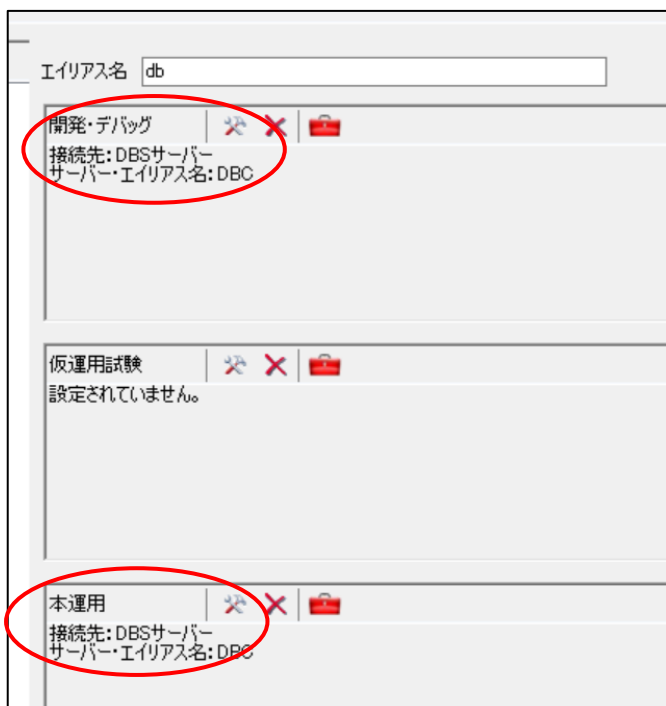 エイリアス名 db
開発・デバッグ
接続先:DBSサーバー
サーバー・エイリアス名:DBC
仮運用試験
設定されていません。
本運用
接続先:DBSサーバー
サーバー・エイリアス名:DBC